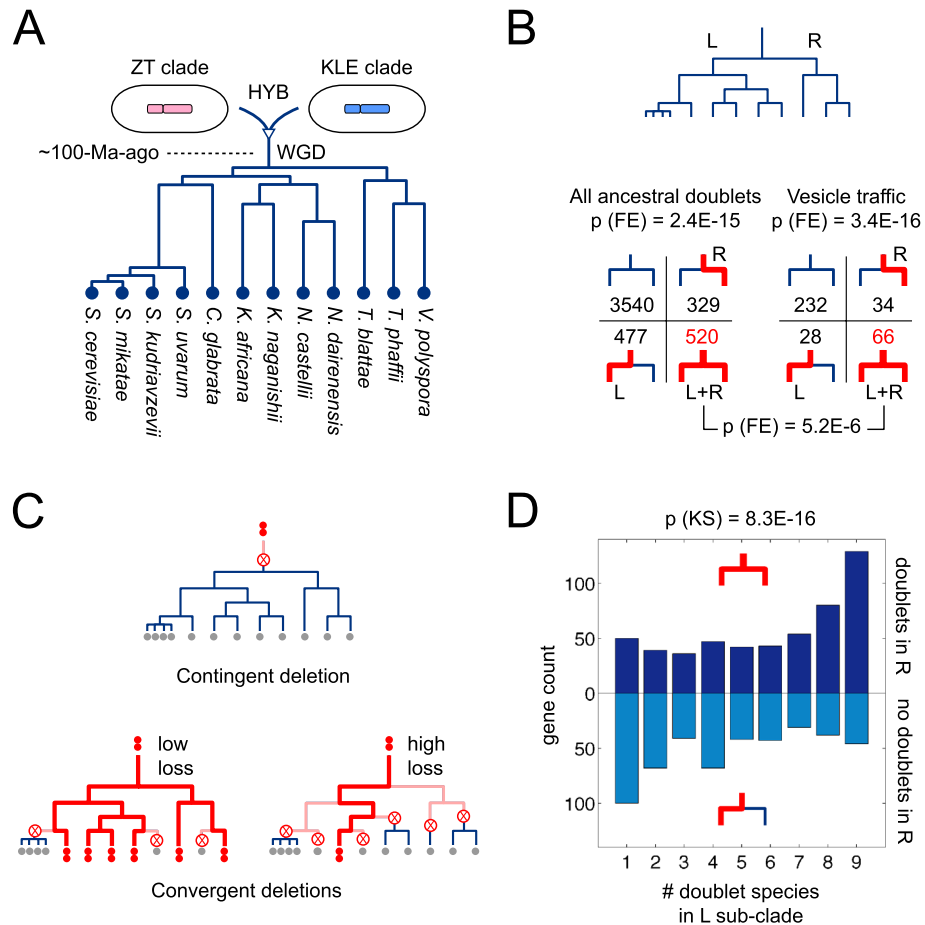 A
ZT clade
KLE clade
HYB
~100-Ma-ago
WGD
S. cerevisiae
S. mikatae
S. kudriavzevii
S. uvarum
C. glabrata
K. africana
K. naganishii
N. castellii
N. dairenensis
T. blattae
T. phaffii
V. polyspora
B
L
R
All ancestral doublets
p (FE) = 2.4E-15
Vesicle traffic
p (FE) = 3.4E-16
R
R
3540
329
232
34
477
520
28
66
L
L+R
L
L+R
p (FE) = 5.2E-6
C
Contingent deletion
low
loss
high
loss
Convergent deletions
D
p (KS) = 8.3E-16
100
50
0
50
100
gene count
doublets in R
no doublets in R
1 2 3 4 5 6 7 8 9
# doublet species
in L sub-clade